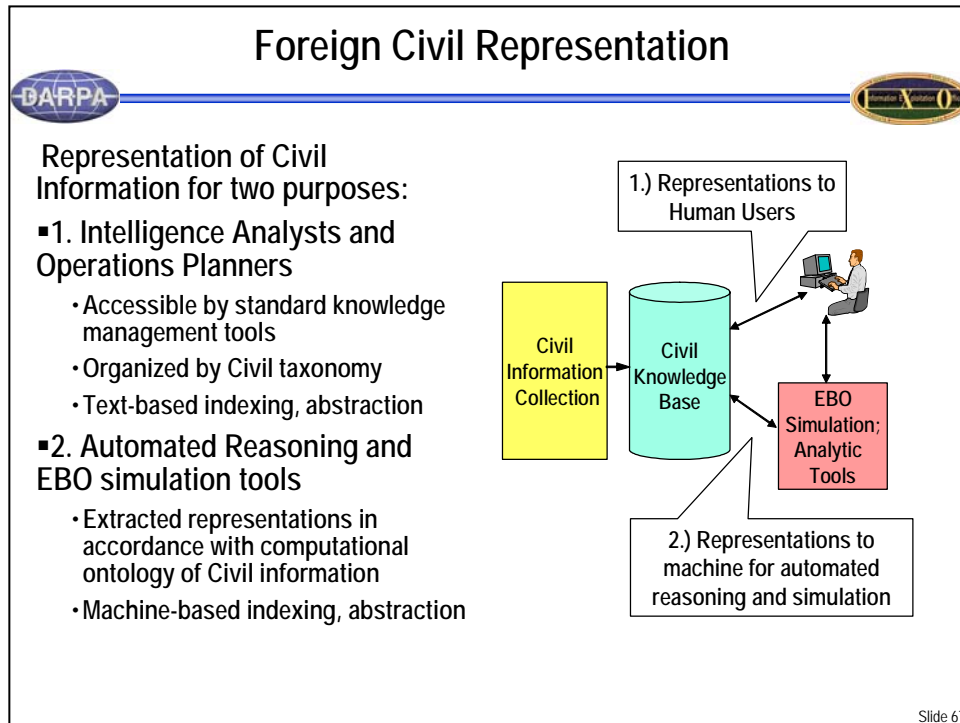 Foreign Civil Representation
DARPA
Information Exploitation Office
Representation of Civil
Information for two purposes:
▪1. Intelligence Analysts and
Operations Planners
• Accessible by standard knowledge
management tools
• Organized by Civil taxonomy
• Text-based indexing, abstraction
▪2. Automated Reasoning and
EBO simulation tools
• Extracted representations in
accordance with computational
ontology of Civil information
• Machine-based indexing, abstraction
1.) Representations to
Human Users
Civil
Information
Collection
Civil
Knowledge
Base
EBO
Simulation;
Analytic
Tools
2.) Representations to
machine for automated
reasoning and simulation